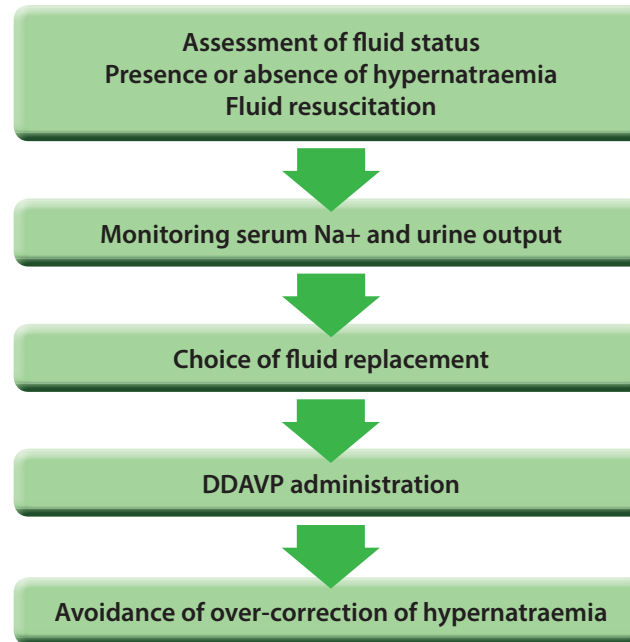 Assessment of fluid status
Presence or absence of hypernatraemia
Fluid resuscitation
Monitoring serum Na+ and urine output
Choice of fluid replacement
DDAVP administration
Avoidance of over-correction of hypernatraemia